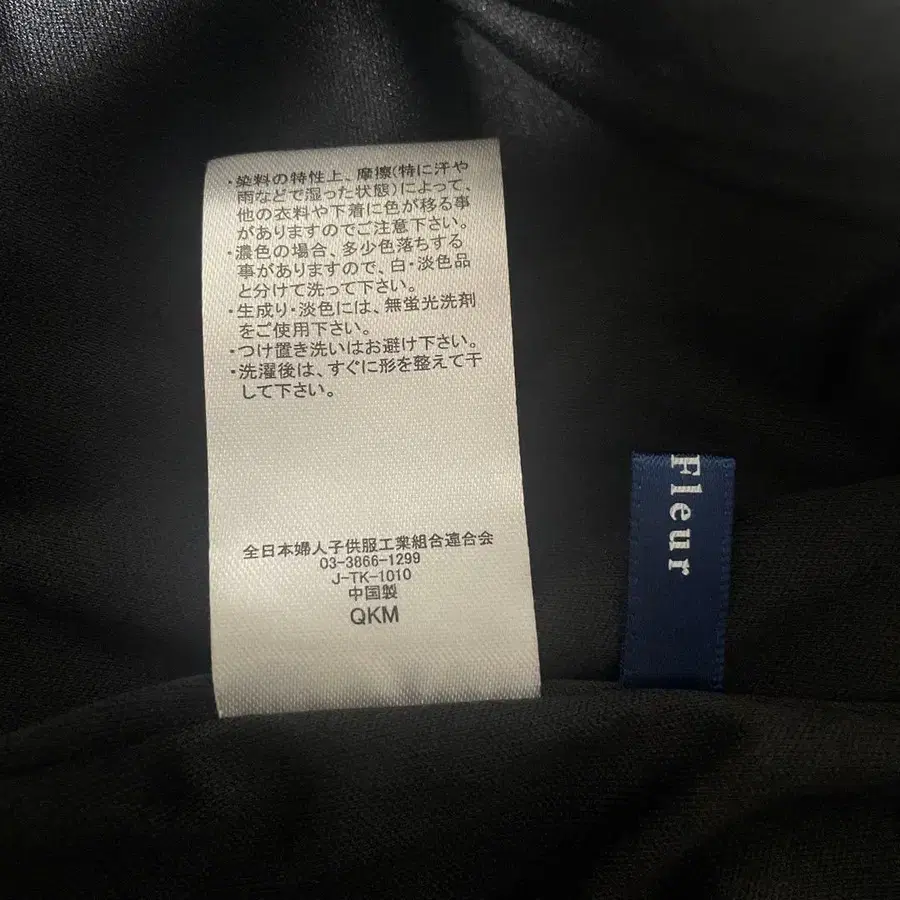 ・染料の特性上、摩擦(特に汗や
雨などで湿った状態)によって、
他の衣料や下着に色が移る事
がありますのでご注意下さい。
・濃色の場合、多少色落ちする
事がありますので、白・淡色品
と分けて洗って下さい。
・生成り・淡色には、無蛍光洗剤
をご使用下さい。
・つけ置き洗いはお避け下さい。
・洗濯後は、すぐに形を整えて干
して下さい。
全日本婦人子供服工業組合連合会
03-3866-1299
J-TK-1010
中国製
QKM
Fleur